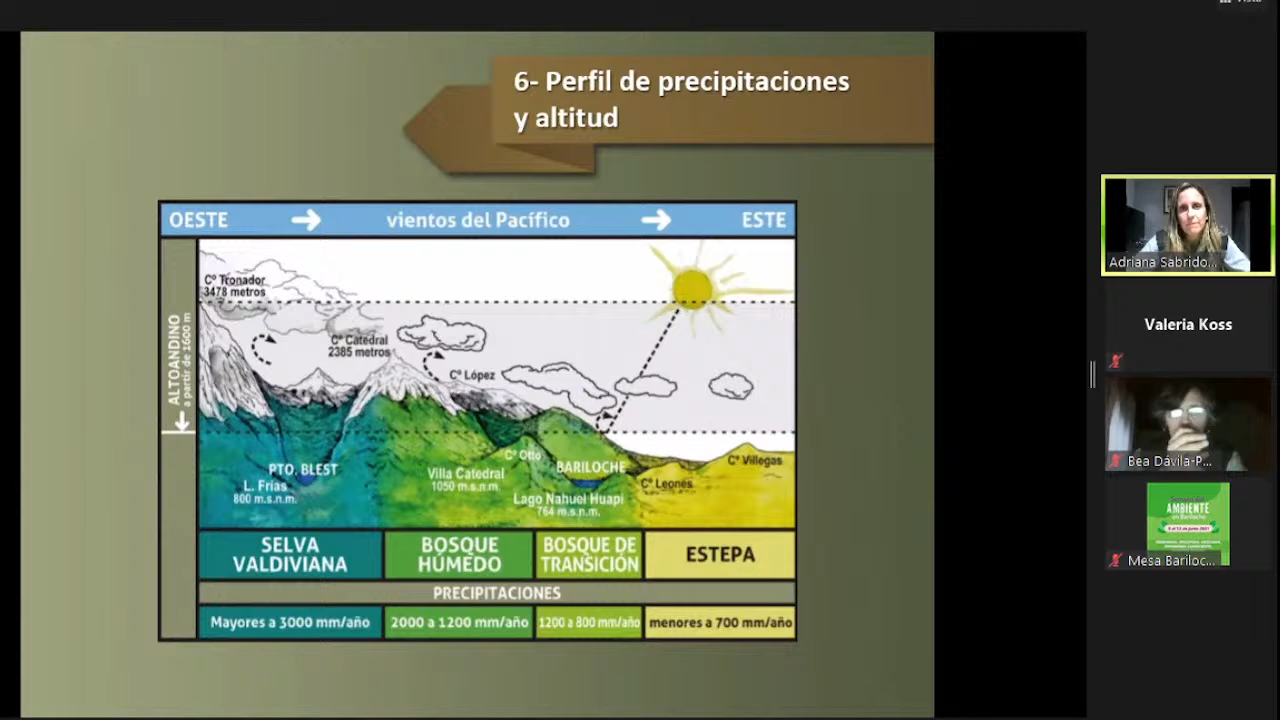 6- Perfil de precipitaciones
y altitud
OESTE
vientos del Pacífico
ESTE
Cº Tronador
3478 metros
Cº Catedral
2385 metros
Cº López
ALTOANDINO
a partir de 1600 m
PTO. BLEST
L. Frías
800 m.s.n.m.
Villa Catedral
1050 m.s.n.m.
Cº Otto
BARILOCHE
Lago Nahuel Huapi
764 m.s.n.m.
Cº Leones
Cº Villegas
SELVA
VALDIVIANA
BOSQUE
HÚMEDO
BOSQUE DE
TRANSICIÓN
ESTEPA
PRECIPITACIONES
Mayores a 3000 mm/año
2000 a 1200 mm/año
1200 a 800 mm/año
menores a 700 mm/año
Adriana Sabrido...
Valeria Koss
Bea Dávila-P...
AMBIENTE
en Bariloche
Mesa Bariloc...